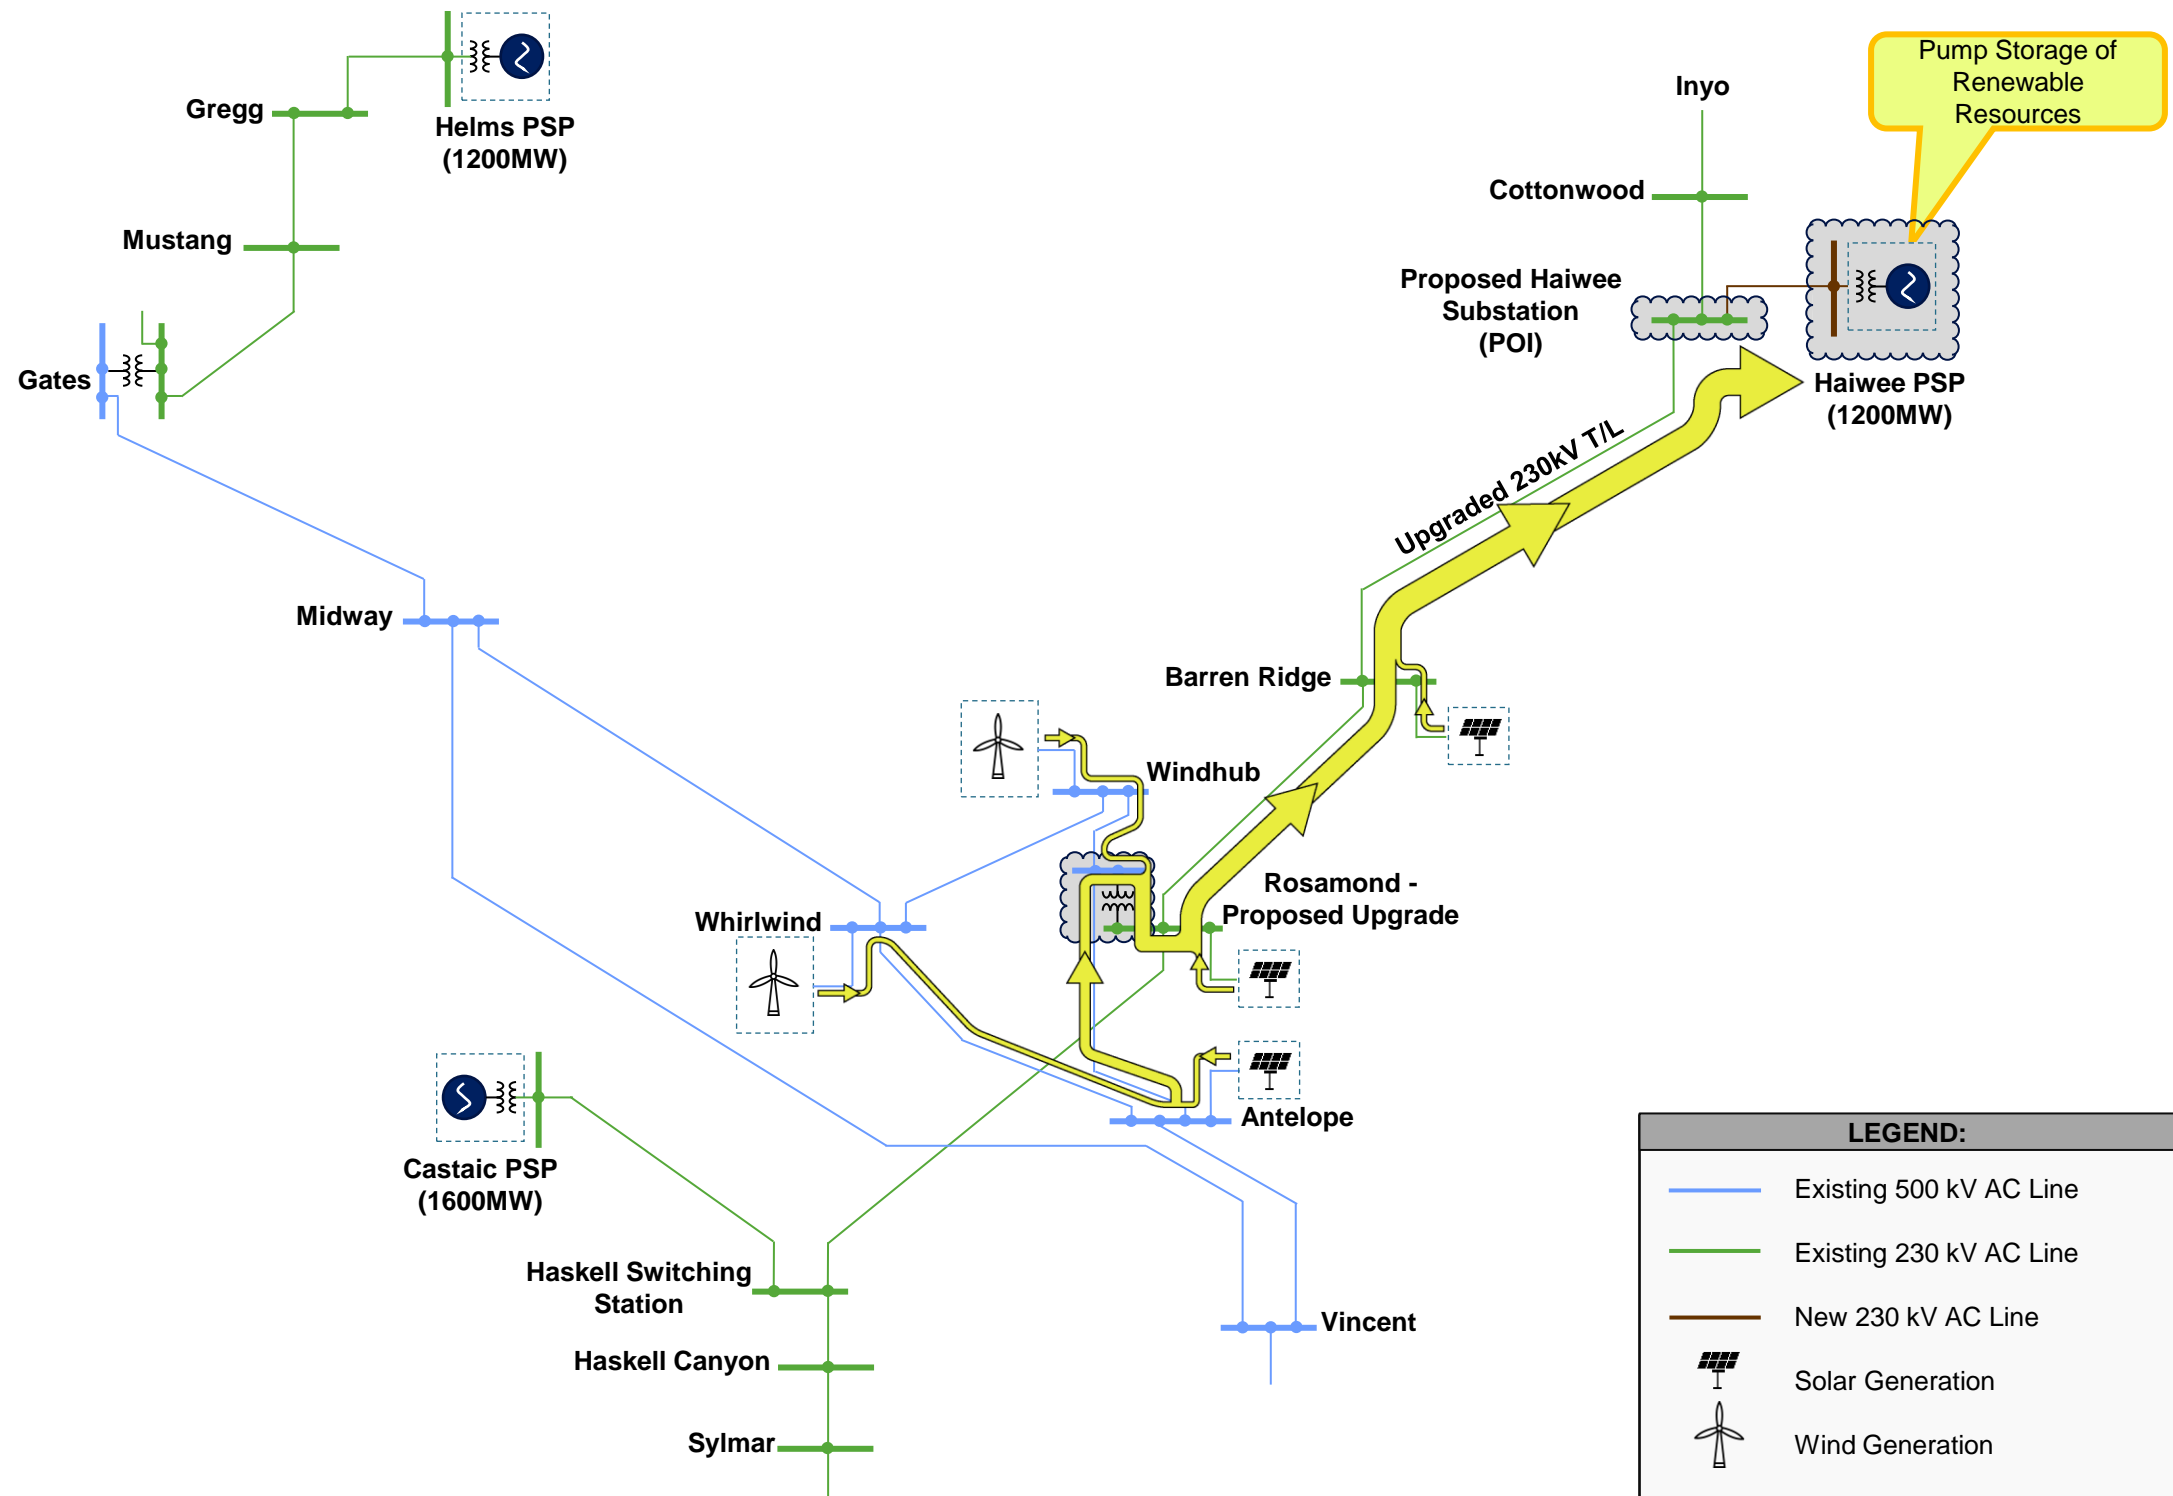 Pump Storage of
Renewable
Resources
Inyo
Gregg
Helms PSP
(1200MW)
Cottonwood
Mustang
Proposed Haiwee
Substation
(POI)
Gates
Haiwee PSP
(1200MW)
Upgraded 230kV T/L
Midway
Barren Ridge
Windhub
Rosamond -
Proposed Upgrade
Whirlwind
Antelope
Castaic PSP
(1600MW)
Haskell Switching
Station
Vincent
Haskell Canyon
Sylmar
LEGEND:
Existing 500 kV AC Line
Existing 230 kV AC Line
New 230 kV AC Line
Solar Generation
Wind Generation